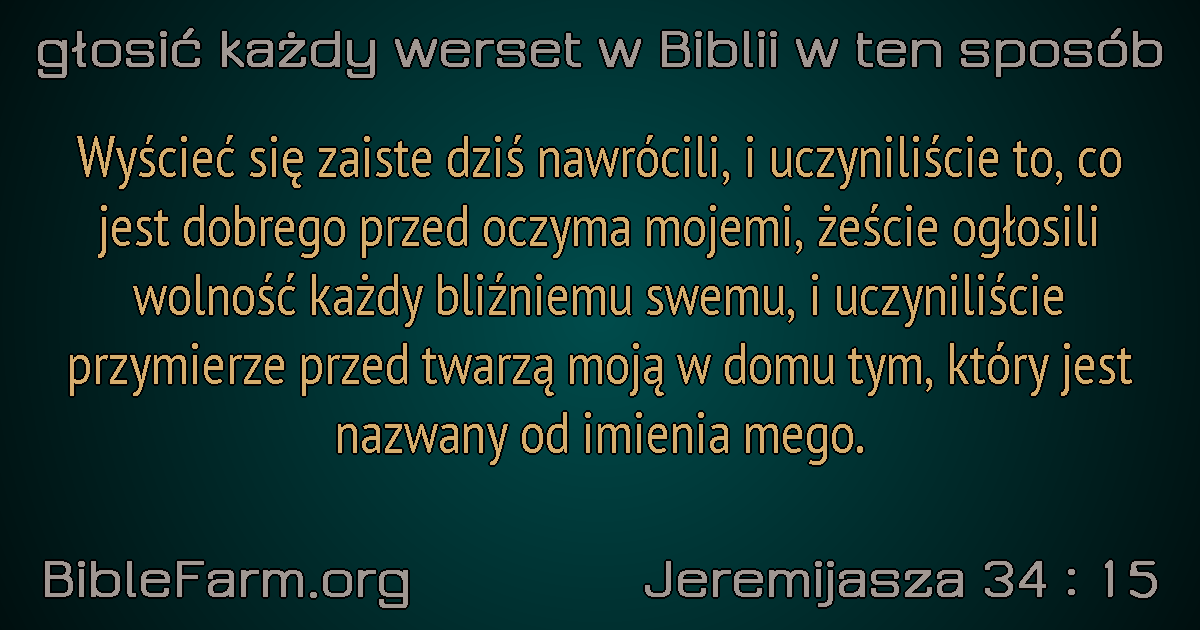 głosić każdy werset w Biblii w ten sposób
Wyścieć się zaiste dziś nawrócili, i uczyniliście to, co
jest dobrego przed oczyma mojemi, żeście ogłosili
wolność każdy bliźniemu swemu, i uczyniliście
przymierze przed twarzą moją w domu tym, który jest
nazwany od imienia mego.
BibleFarm.org
Jeremijasza 34 : 15